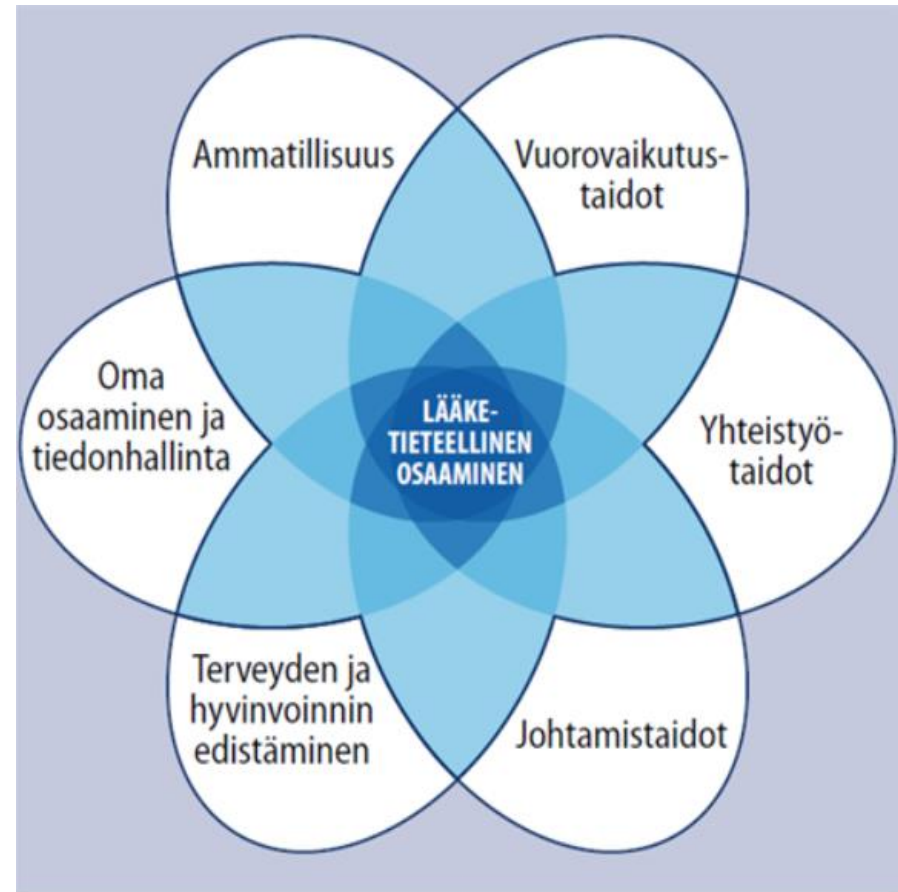 Ammatillisuus
Vuorovaikutus-
taidot
Oma
osaaminen ja
tiedonhallinta
LÄÄKE-
TIETEELLINEN
OSAAMINEN
Yhteistyö-
taidot
Terveyden ja
hyvinvoinnin
edistäminen
Johtamistaidot